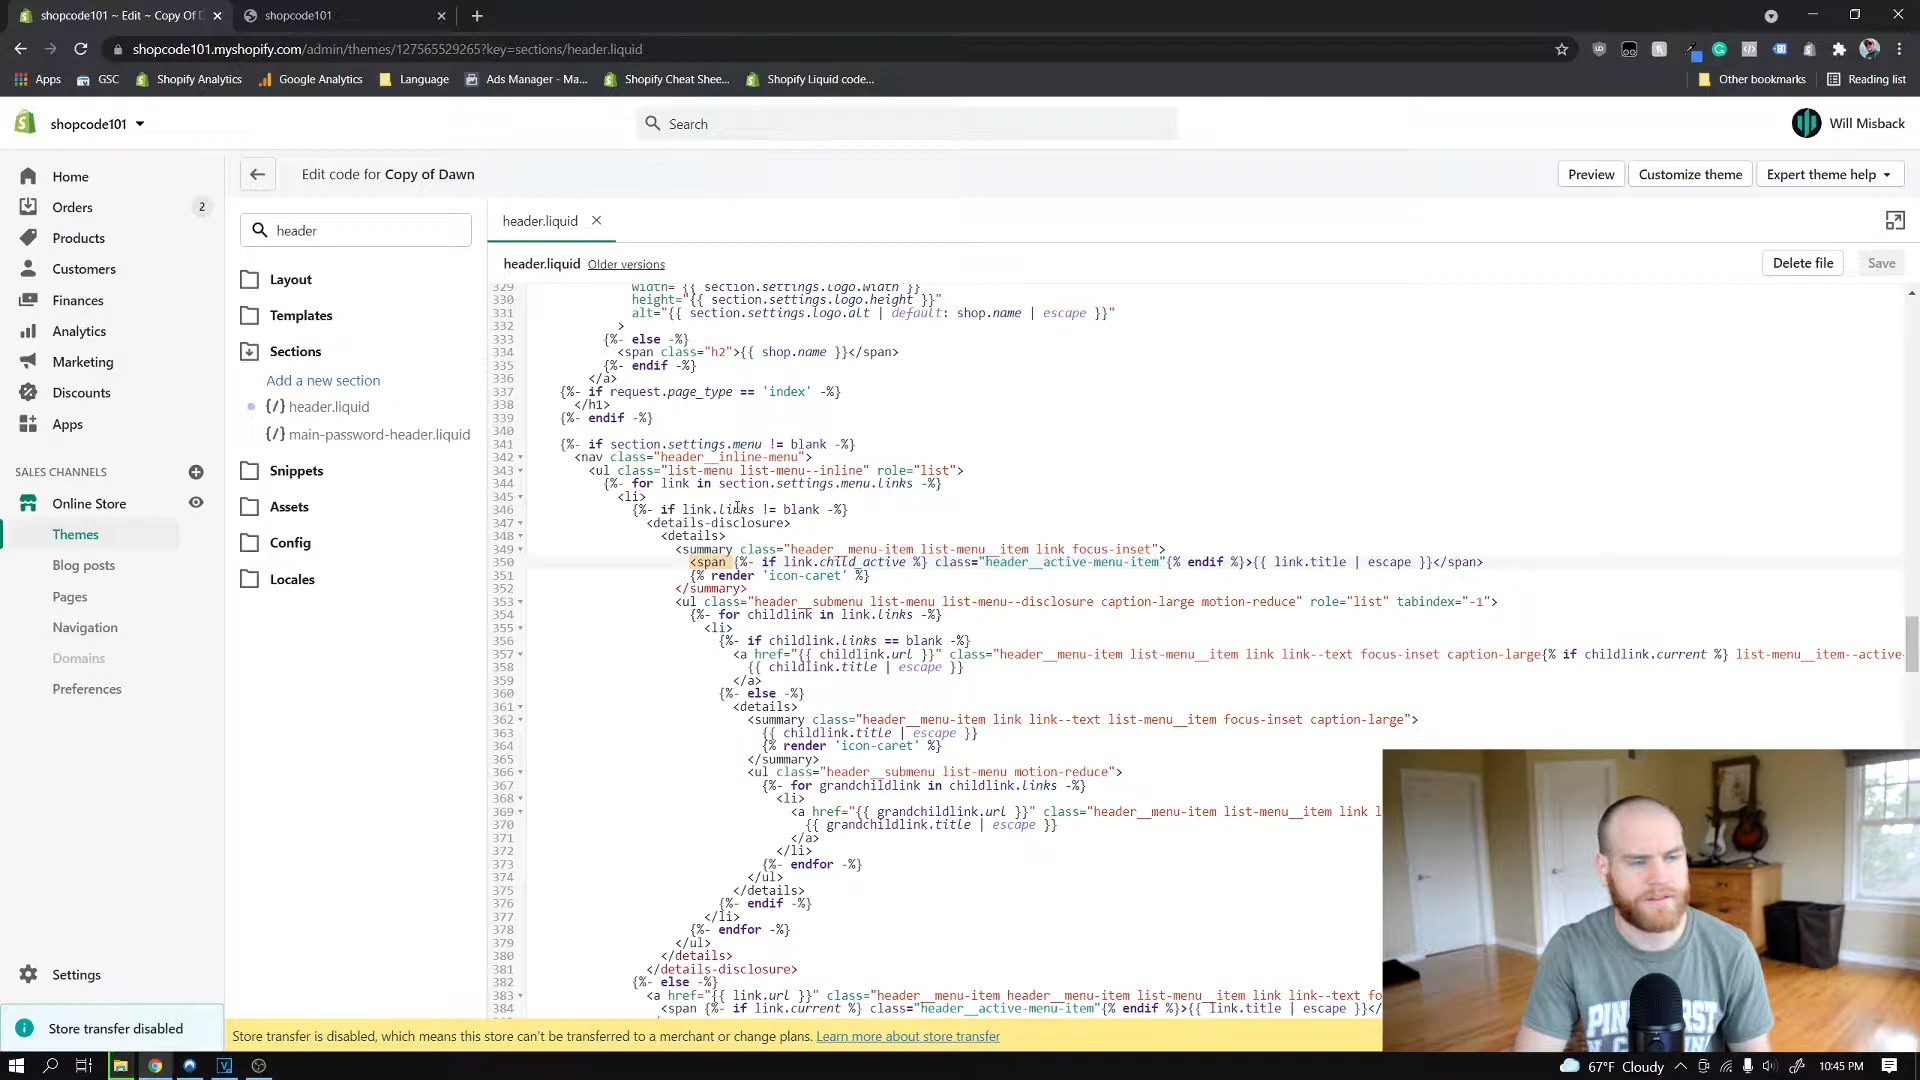 shopcode101 ~ Edit ~ Copy Of D
shopcode101
shopcode101.myshopify.com/admin/themes/127565529265?key=sections/header.liquid
Apps
GSC
Shopify Analytics
Google Analytics
Language
Ads Manager - Ma...
Shopify Cheat Shee...
Shopify Liquid code...
Other bookmarks
Reading list
shopcode101
Search
Will Misback
Home
Orders
2
Products
Customers
Finances
Analytics
Marketing
Discounts
Apps
SALES CHANNELS
Online Store
Themes
Blog posts
Pages
Navigation
Domains
Preferences
Settings
Store transfer disabled
Edit code for Copy of Dawn
Preview
Customize theme
Expert theme help
header
Layout
Templates
Sections
Add a new section
{/} header.liquid
{/} main-password-header.liquid
Snippets
Assets
Config
Locales
header.liquid
header.liquid Older versions
Delete file
Save
329 width="{{ section.settings.logo.width }}"
330 height="{{ section.settings.logo.height }}"
331 alt="{{ section.settings.logo.alt | default: shop.name | escape }}"
332 >
333 {%- else -%}
334 <span class="h2">{{ shop.name }}</span>
335 {%- endif -%}
336 </a>
337 {%- if request.page_type == 'index' -%}
338 </h1>
339 {%- endif -%}
340
341 {%- if section.settings.menu != blank -%}
342 <nav class="header__inline-menu">
343 <ul class="list-menu list-menu--inline" role="list">
344 {%- for link in section.settings.menu.links -%}
345 <li>
346 {%- if link.links != blank -%}
347 <details-disclosure>
348 <details>
349 <summary class="header__menu-item list-menu__item link focus-inset">
350 <span {%- if link.child_active %} class="header__active-menu-item"{% endif %}>{{ link.title | escape }}</span>
351 {% render 'icon-caret' %}
352 </summary>
353 <ul class="header__submenu list-menu list-menu--disclosure caption-large motion-reduce" role="list" tabindex="-1">
354 {%- for childlink in link.links -%}
355 <li>
356 {%- if childlink.links == blank -%}
357 <a href="{{ childlink.url }}" class="header__menu-item list-menu__item link link--text focus-inset caption-large{% if childlink.current %} list-menu__item--active
358 {{ childlink.title | escape }}
359 </a>
360 {%- else -%}
361 <details>
362 <summary class="header__menu-item link link--text list-menu__item focus-inset caption-large">
363 {{ childlink.title | escape }}
364 {% render 'icon-caret' %}
365 </summary>
366 <ul class="header__submenu list-menu motion-reduce">
367 {%- for grandchildlink in childlink.links -%}
368 <li>
369 <a href="{{ grandchildlink.url }}" class="header__menu-item list-menu__item link l
370 {{ grandchildlink.title | escape }}
371 </a>
372 </li>
373 {%- endfor -%}
374 </ul>
375 </details>
376 {%- endif -%}
377 </li>
378 {%- endfor -%}
379 </ul>
380 </details>
381 </details-disclosure>
382 {%- else -%}
383 <a href="{{ link.url }}" class="header__menu-item header__menu-item list-menu__item link link--text fo
384 <span {%- if link.current %} class="header__active-menu-item"{% endif %}>{{ link.title | escape }}</
Store transfer is disabled, which means this store can't be transferred to a merchant or change plans. Learn more about store transfer
67°F Cloudy
10:45 PM